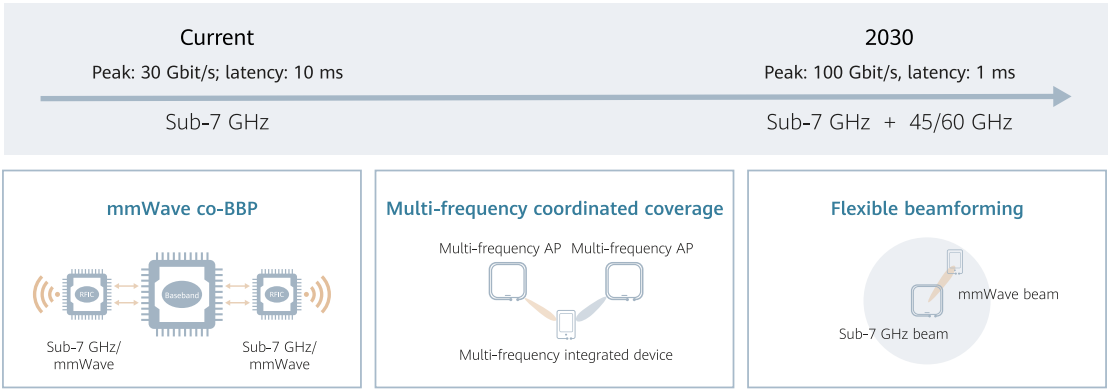 Current
2030
Peak: 30 Gbit/s; latency: 10 ms
Peak: 100 Gbit/s, latency: 1 ms
Sub-7 GHz
Sub-7 GHz + 45/60 GHz
mmWave co-BBP
RFIC
Baseband
RFIC
Sub-7 GHz/
mmWave
Sub-7 GHz/
mmWave
Multi-frequency coordinated coverage
Multi-frequency AP
Multi-frequency AP
Multi-frequency integrated device
Flexible beamforming
mmWave beam
Sub-7 GHz beam